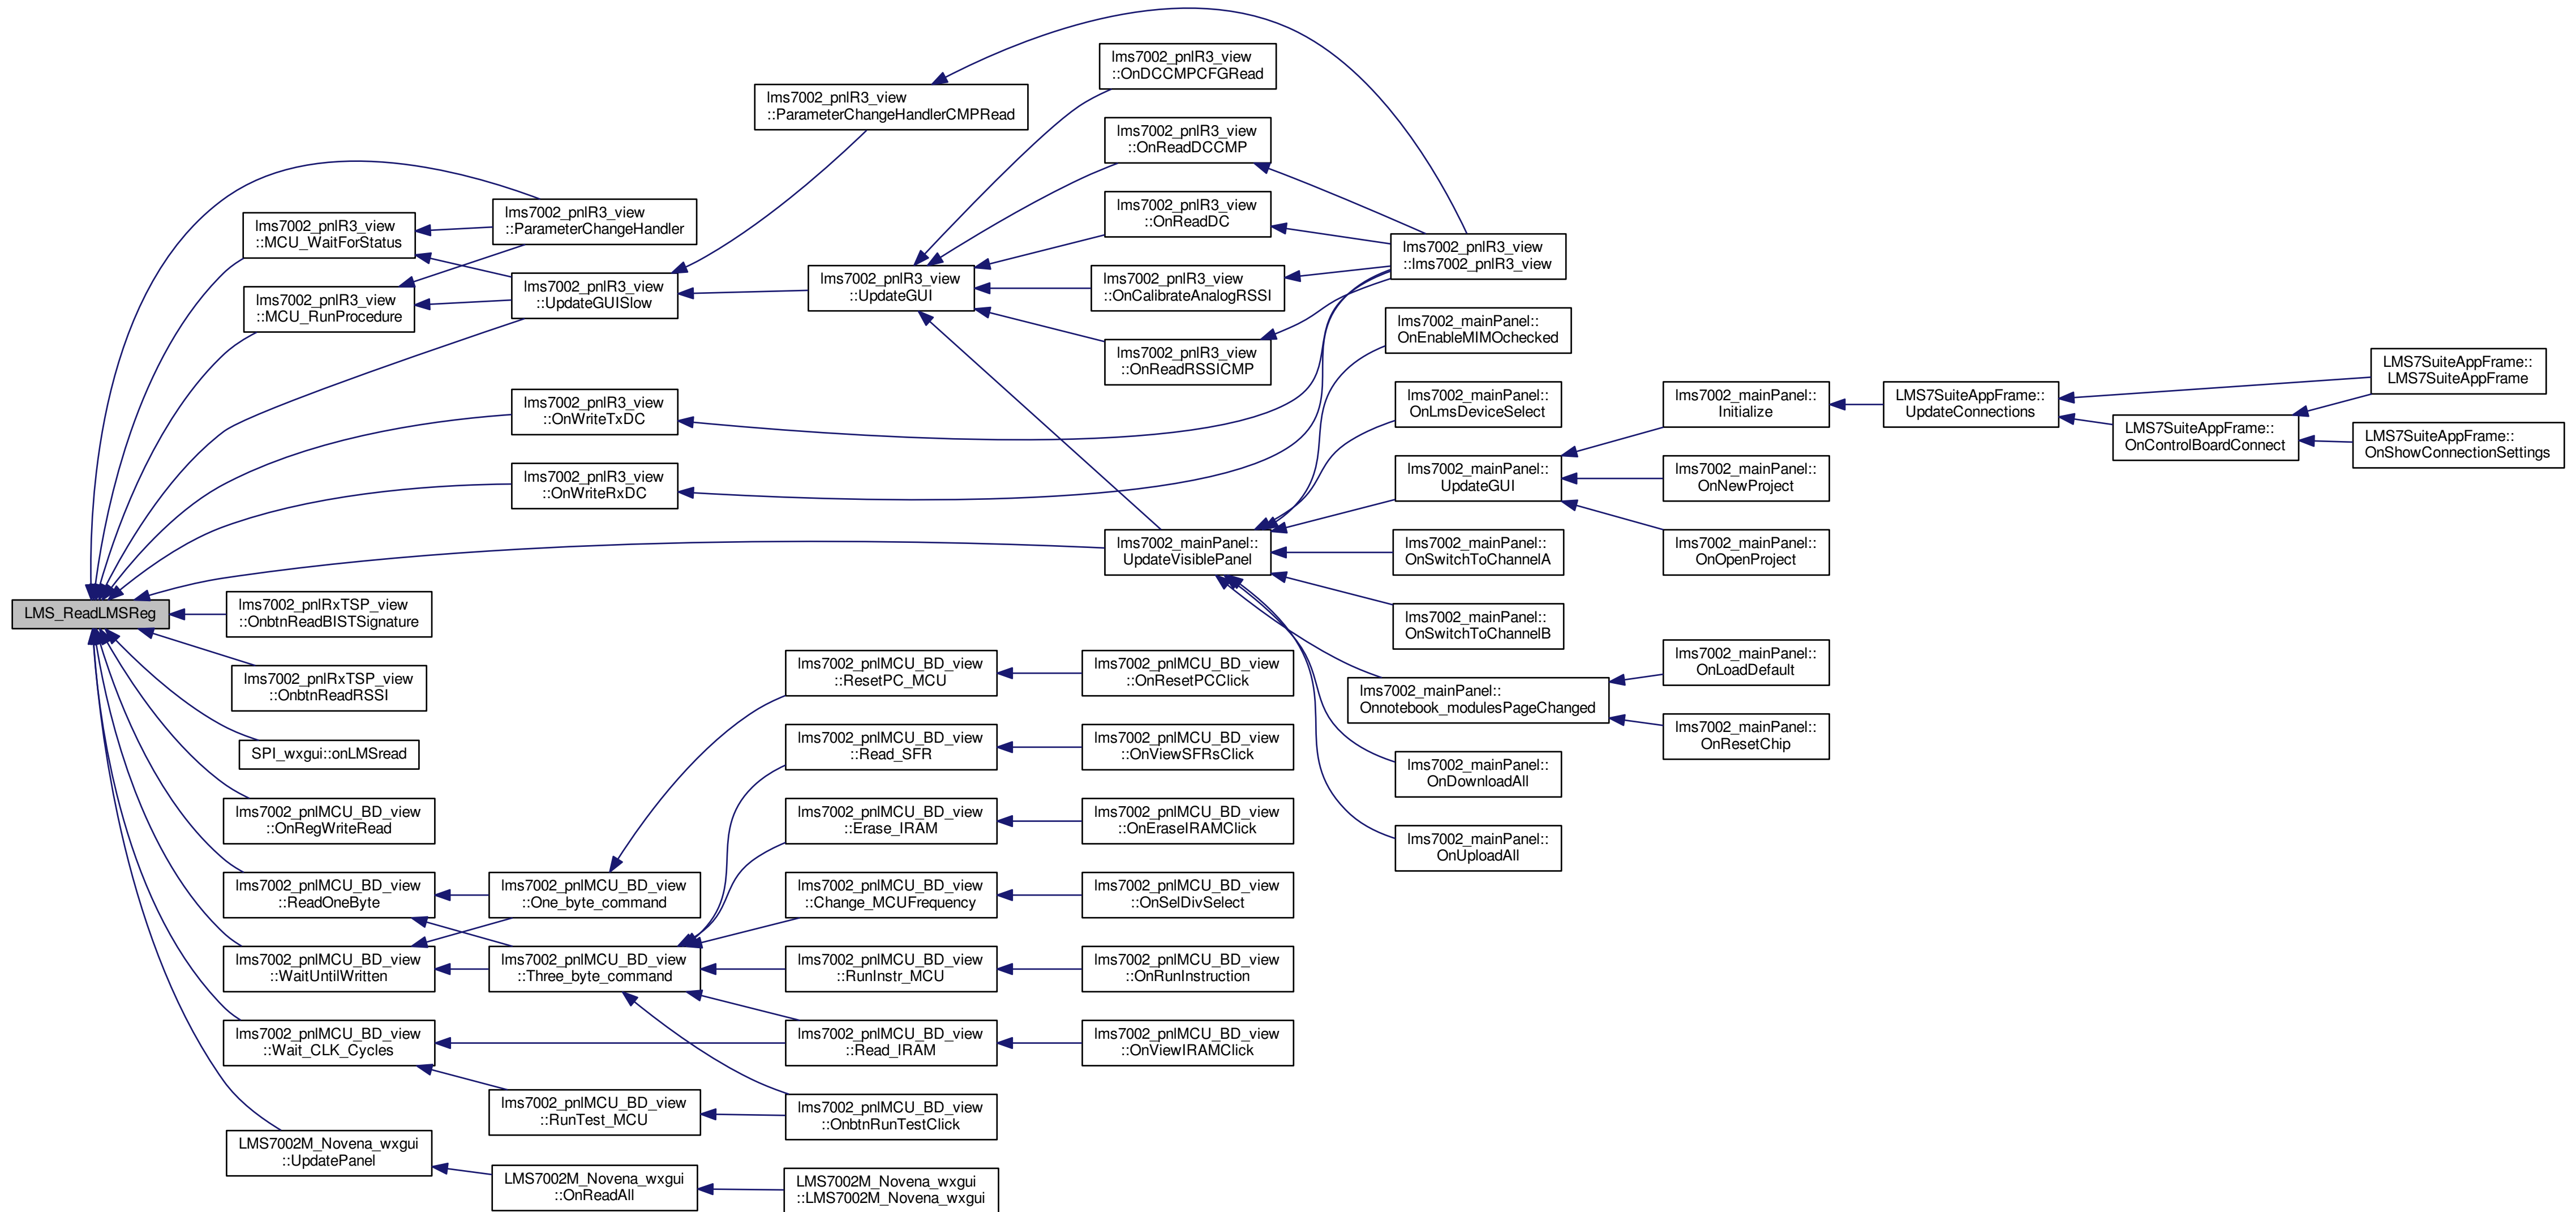 LMS_ReadLMSReg
lms7002_pnlR3_view
::MCU_WaitForStatus
lms7002_pnlR3_view
::MCU_RunProcedure
lms7002_pnlR3_view
::ParameterChangeHandler
lms7002_pnlR3_view
::UpdateGUISlow
lms7002_pnlR3_view
::OnWriteTxDC
lms7002_pnlR3_view
::OnWriteRxDC
lms7002_pnlR3_view
::ParameterChangeHandlerCMPRead
lms7002_pnlR3_view
::UpdateGUI
lms7002_pnlR3_view
::OnDCCMPCFGRead
lms7002_pnlR3_view
::OnReadDCCMP
lms7002_pnlR3_view
::OnReadDC
lms7002_pnlR3_view
::OnCalibrateAnalogRSSI
lms7002_pnlR3_view
::OnReadRSSICMP
lms7002_pnlR3_view
::lms7002_pnlR3_view
lms7002_mainPanel::
UpdateVisiblePanel
lms7002_mainPanel::
OnEnableMIMOchecked
lms7002_mainPanel::
OnLmsDeviceSelect
lms7002_mainPanel::
UpdateGUI
lms7002_mainPanel::
OnSwitchToChannelA
lms7002_mainPanel::
OnSwitchToChannelB
lms7002_mainPanel::
Onnotebook_modulesPageChanged
lms7002_mainPanel::
OnDownloadAll
lms7002_mainPanel::
OnUploadAll
lms7002_mainPanel::
Initialize
lms7002_mainPanel::
OnNewProject
lms7002_mainPanel::
OnOpenProject
lms7002_mainPanel::
OnLoadDefault
lms7002_mainPanel::
OnResetChip
LMS7SuiteAppFrame::
UpdateConnections
LMS7SuiteAppFrame::
OnControlBoardConnect
LMS7SuiteAppFrame::
LMS7SuiteAppFrame
LMS7SuiteAppFrame::
OnShowConnectionSettings
lms7002_pnlRxTSP_view
::OnbtnReadBISTSignature
lms7002_pnlRxTSP_view
::OnbtnReadRSSI
SPI_wxgui::onLMSread
lms7002_pnlMCU_BD_view
::OnRegWriteRead
lms7002_pnlMCU_BD_view
::ReadOneByte
lms7002_pnlMCU_BD_view
::WaitUntilWritten
lms7002_pnlMCU_BD_view
::Wait_CLK_Cycles
LMS7002M_Novena_wxgui
::UpdatePanel
lms7002_pnlMCU_BD_view
::One_byte_command
lms7002_pnlMCU_BD_view
::Three_byte_command
lms7002_pnlMCU_BD_view
::RunTest_MCU
LMS7002M_Novena_wxgui
::OnReadAll
lms7002_pnlMCU_BD_view
::ResetPC_MCU
lms7002_pnlMCU_BD_view
::Read_SFR
lms7002_pnlMCU_BD_view
::Erase_IRAM
lms7002_pnlMCU_BD_view
::Change_MCUFrequency
lms7002_pnlMCU_BD_view
::RunInstr_MCU
lms7002_pnlMCU_BD_view
::Read_IRAM
lms7002_pnlMCU_BD_view
::OnbtnRunTestClick
LMS7002M_Novena_wxgui
::LMS7002M_Novena_wxgui
lms7002_pnlMCU_BD_view
::OnResetPCClick
lms7002_pnlMCU_BD_view
::OnViewSFRsClick
lms7002_pnlMCU_BD_view
::OnEraseIRAMClick
lms7002_pnlMCU_BD_view
::OnSelDivSelect
lms7002_pnlMCU_BD_view
::OnRunInstruction
lms7002_pnlMCU_BD_view
::OnViewIRAMClick